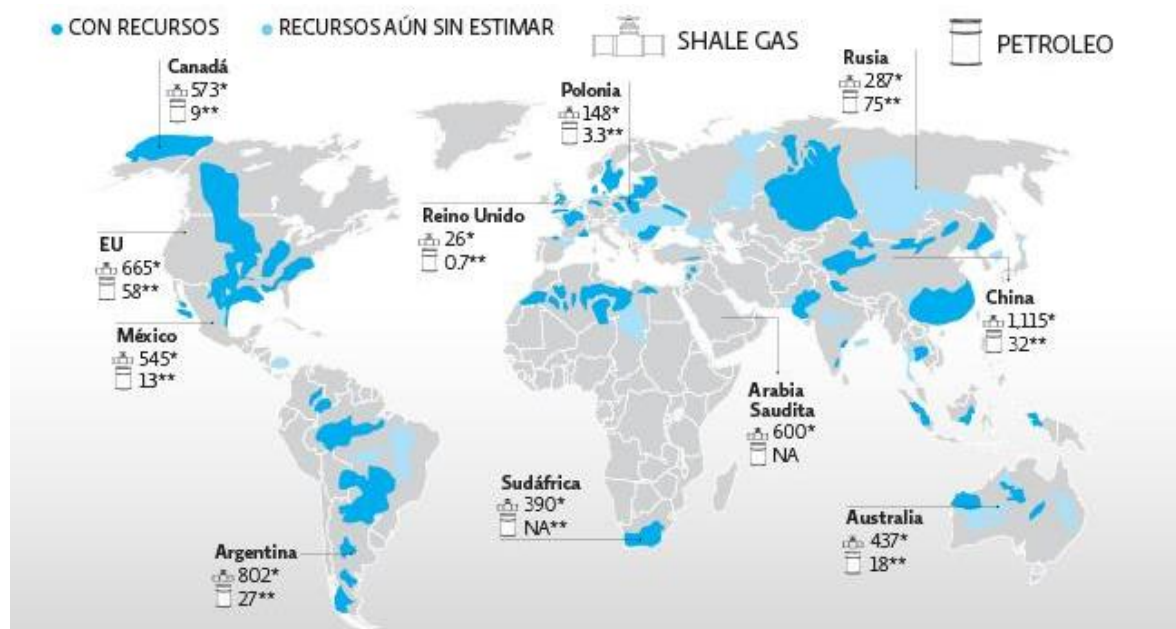 CON RECURSOS
RECURSOS AÚN SIN ESTIMAR
SHALE GAS
PETROLEO
Canadá
573*
9**
Polonia
148*
3.3**
Rusia
287*
75**
Reino Unido
26*
0.7**
EU
665*
58**
México
545*
13**
China
1,115*
32**
Arabia
Saudita
600*
NA
Sudáfrica
390*
NA**
Australia
437*
18**
Argentina
802*
27**